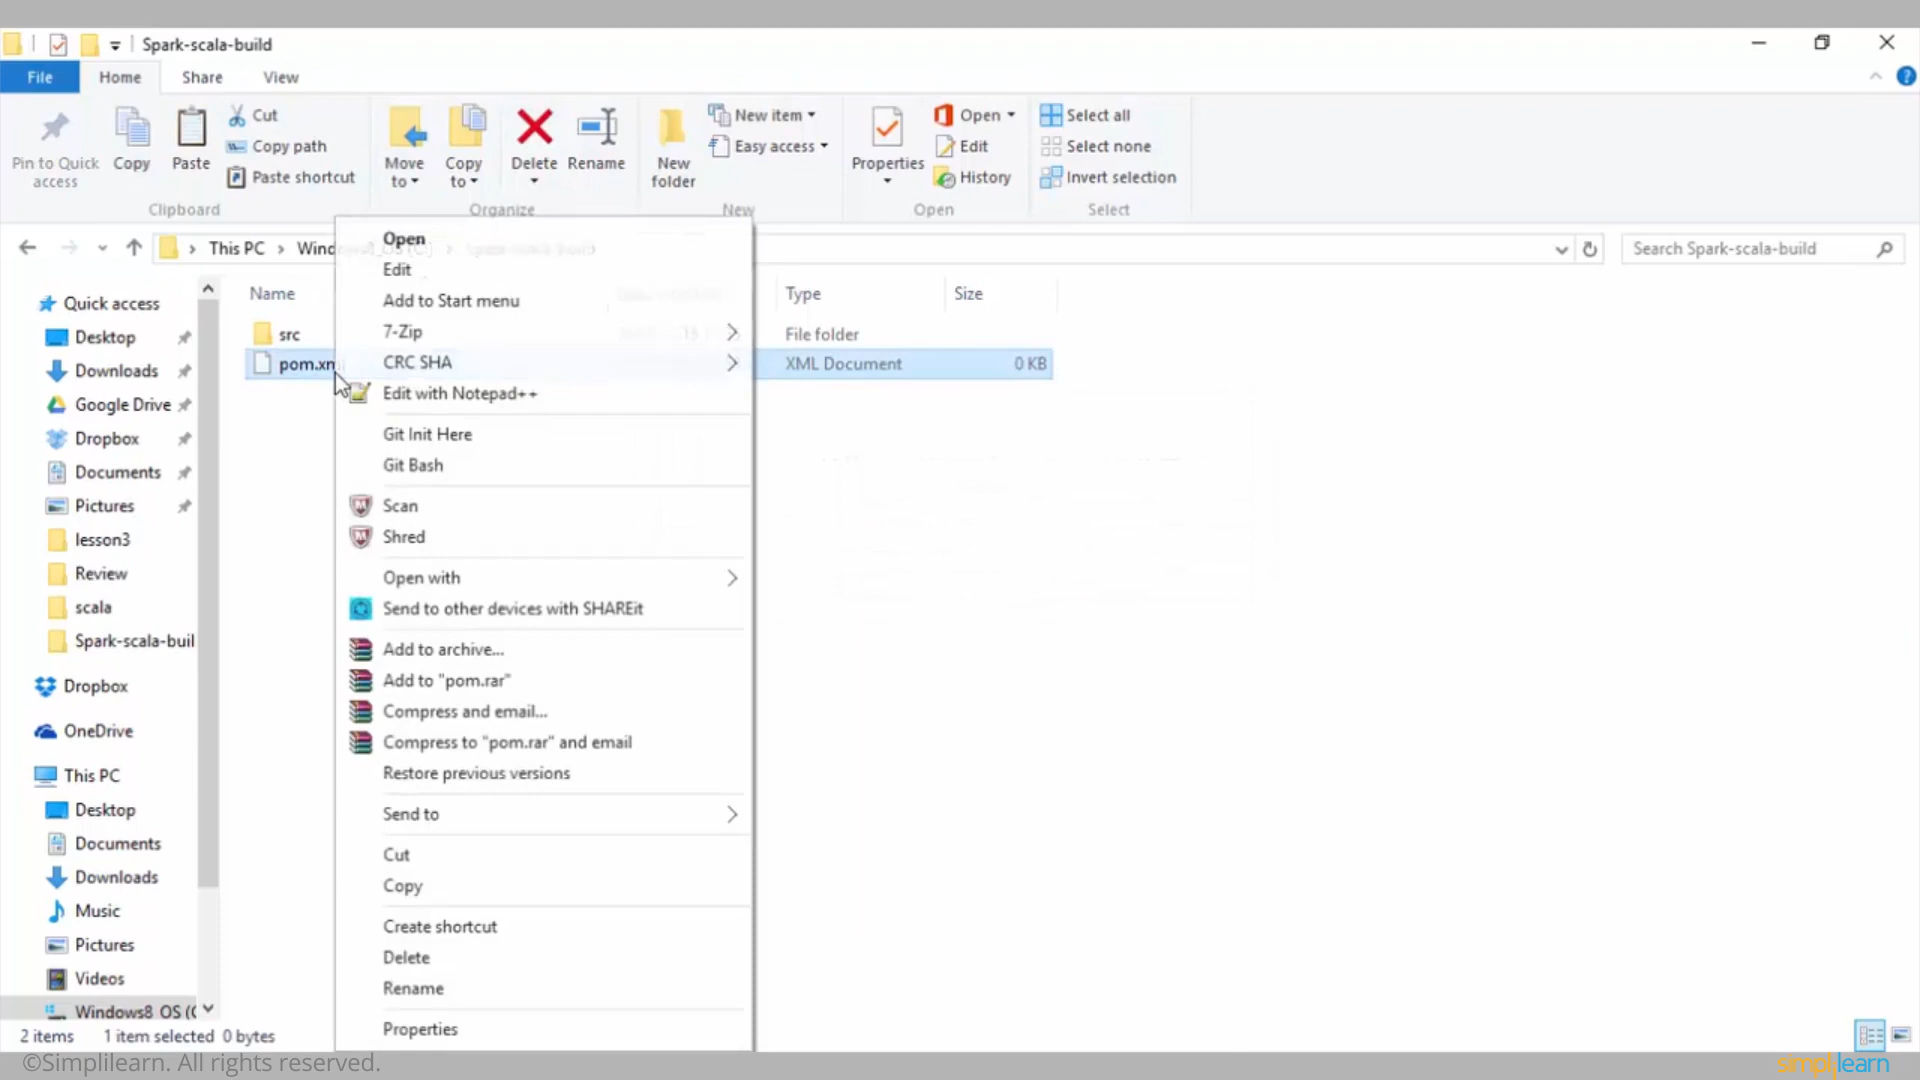 Spark-scala-build
File Home Share View
Pin to Quick access
Copy
Paste
Cut
Copy path
Paste shortcut
Clipboard
Move to
Copy to
Delete
Rename
Organize
New folder
New item
Easy access
New
Properties
Open
Edit
History
Open
Select all
Select none
Invert selection
Select
This PC
Search Spark-scala-build
Quick access
Desktop
Downloads
Google Drive
Dropbox
Documents
Pictures
lesson3
Review
scala
Spark-scala-buil
Dropbox
OneDrive
This PC
Desktop
Documents
Downloads
Music
Pictures
Videos
Windows8_OS (C
Name Type Size
src File folder
pom.xm XML Document 0 KB
Open
Edit
Add to Start menu
7-Zip
CRC SHA
Edit with Notepad++
Git Init Here
Git Bash
Scan
Shred
Open with
Send to other devices with SHAREit
Add to archive...
Add to "pom.rar"
Compress and email...
Compress to "pom.rar" and email
Restore previous versions
Send to
Cut
Copy
Create shortcut
Delete
Rename
Properties
2 items 1 item selected 0 bytes
©Simplilearn. All rights reserved.
simplilearn